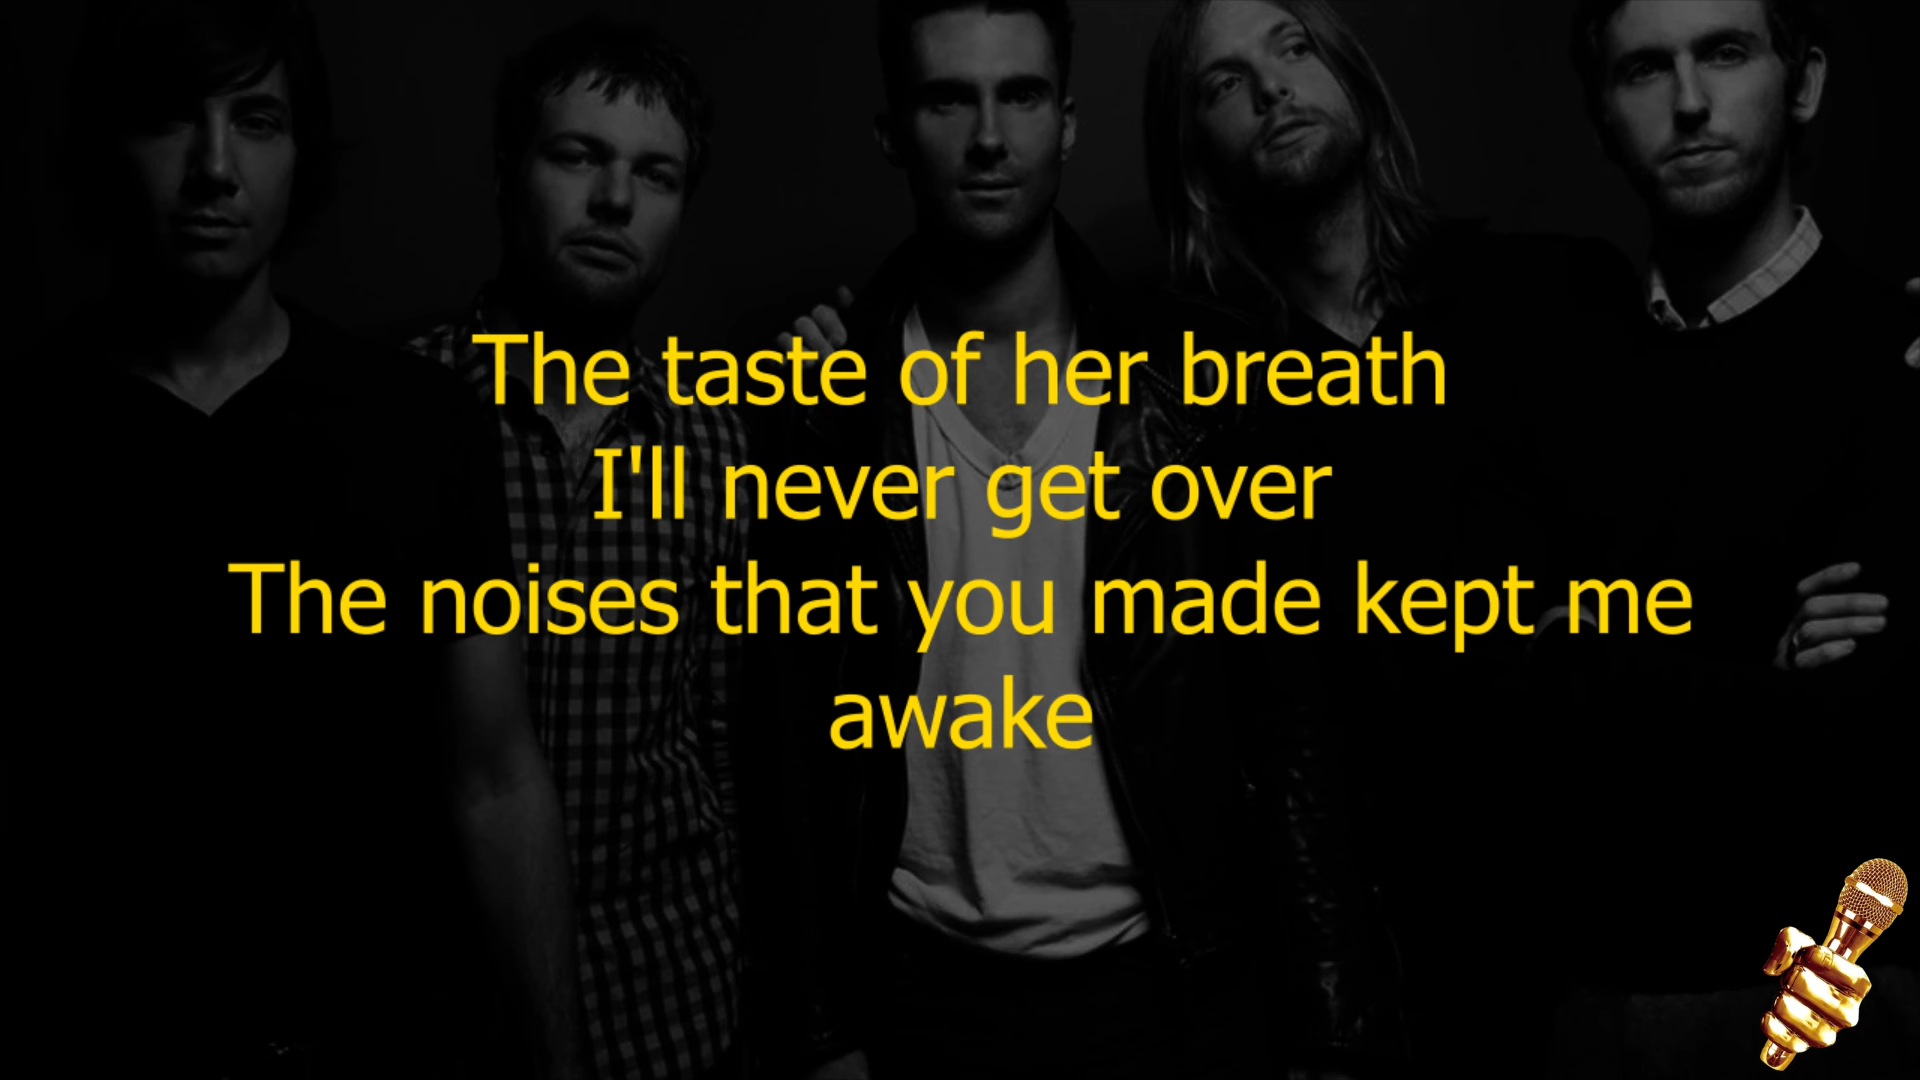 The taste of her breath
I'll never get over
The noises that you made kept me
awake